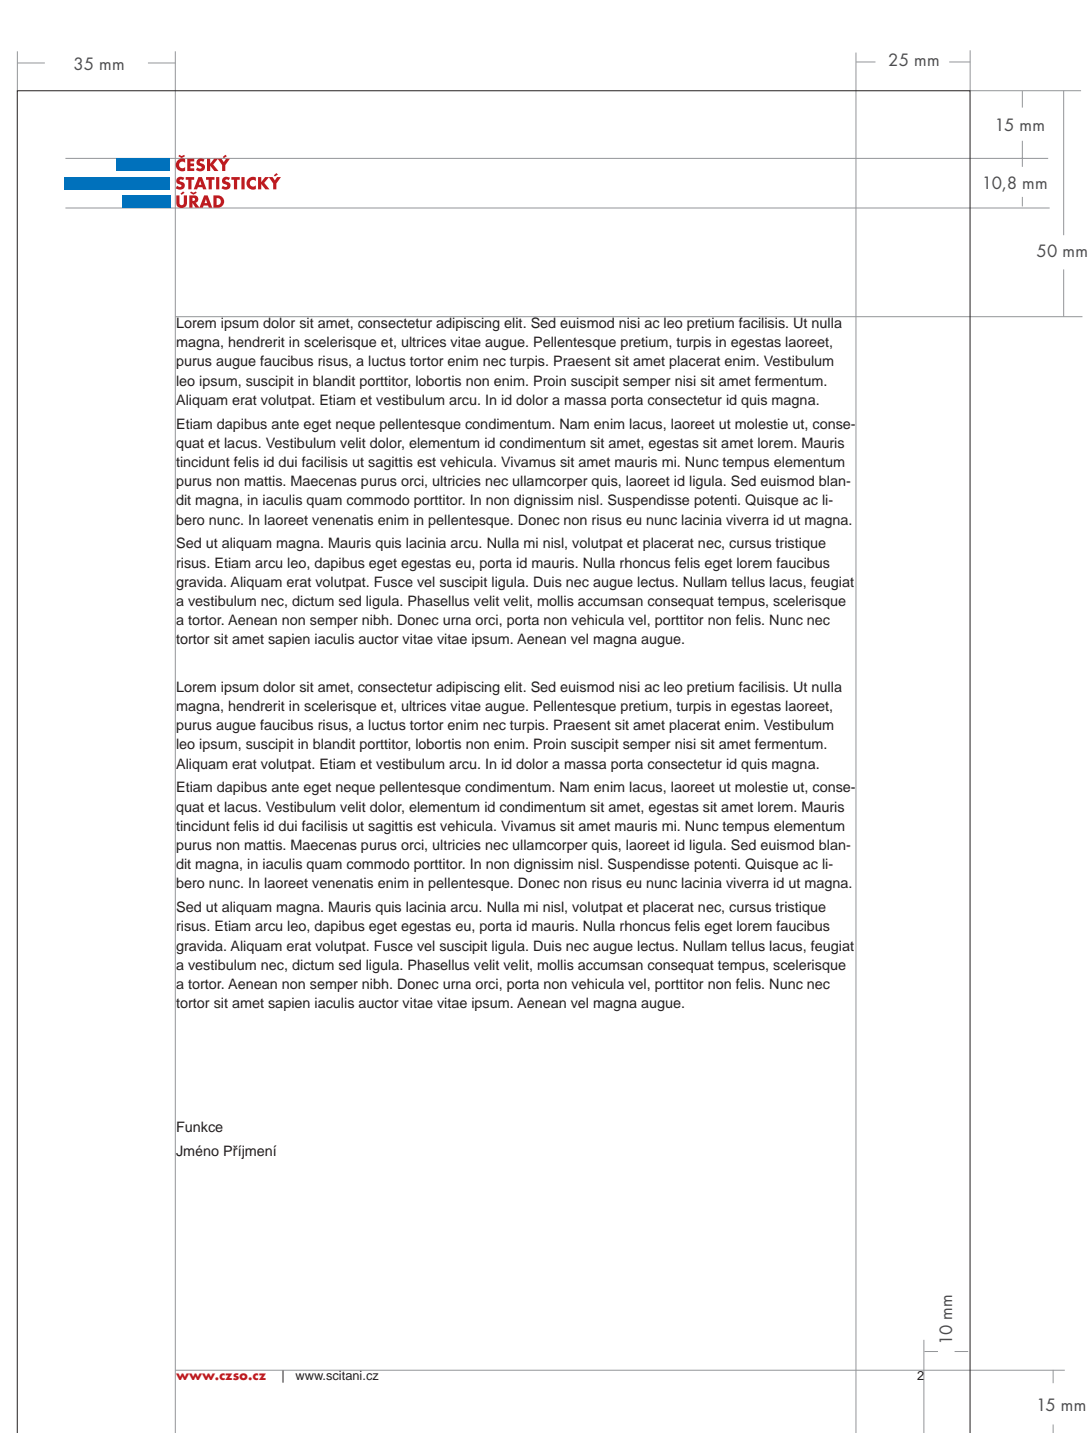 35 mm
25 mm
15 mm
ČESKÝ
STATISTICKÝ
ÚŘAD
10,8 mm
50 mm
Lorem ipsum dolor sit amet, consectetur adipiscing elit. Sed euismod nisi ac leo pretium facilisis. Ut nulla
magna, hendrerit in scelerisque et, ultrices vitae augue. Pellentesque pretium, turpis in egestas laoreet,
purus augue faucibus risus, a luctus tortor enim nec turpis. Praesent sit amet placerat enim. Vestibulum
leo ipsum, suscipit in blandit porttitor, lobortis non enim. Proin suscipit semper nisi sit amet fermentum.
Aliquam erat volutpat. Etiam et vestibulum arcu. In id dolor a massa porta consectetur id quis magna.
Etiam dapibus ante eget neque pellentesque condimentum. Nam enim lacus, laoreet ut molestie ut, conse-
quat et lacus. Vestibulum velit dolor, elementum id condimentum sit amet, egestas sit amet lorem. Mauris
tincidunt felis id dui facilisis ut sagittis est vehicula. Vivamus sit amet mauris mi. Nunc tempus elementum
purus non mattis. Maecenas purus orci, ultricies nec ullamcorper quis, laoreet id ligula. Sed euismod blan-
dit magna, in iaculis quam commodo porttitor. In non dignissim nisl. Suspendisse potenti. Quisque ac li-
bero nunc. In laoreet venenatis enim in pellentesque. Donec non risus eu nunc lacinia viverra id ut magna.
Sed ut aliquam magna. Mauris quis lacinia arcu. Nulla mi nisl, volutpat et placerat nec, cursus tristique
risus. Etiam arcu leo, dapibus eget egestas eu, porta id mauris. Nulla rhoncus felis eget lorem faucibus
gravida. Aliquam erat volutpat. Fusce vel suscipit ligula. Duis nec augue lectus. Nullam tellus lacus, feugiat
a vestibulum nec, dictum sed ligula. Phasellus velit velit, mollis accumsan consequat tempus, scelerisque
a tortor. Aenean non semper nibh. Donec urna orci, porta non vehicula vel, porttitor non felis. Nunc nec
tortor sit amet sapien iaculis auctor vitae vitae ipsum. Aenean vel magna augue.
Lorem ipsum dolor sit amet, consectetur adipiscing elit. Sed euismod nisi ac leo pretium facilisis. Ut nulla
magna, hendrerit in scelerisque et, ultrices vitae augue. Pellentesque pretium, turpis in egestas laoreet,
purus augue faucibus risus, a luctus tortor enim nec turpis. Praesent sit amet placerat enim. Vestibulum
leo ipsum, suscipit in blandit porttitor, lobortis non enim. Proin suscipit semper nisi sit amet fermentum.
Aliquam erat volutpat. Etiam et vestibulum arcu. In id dolor a massa porta consectetur id quis magna.
Etiam dapibus ante eget neque pellentesque condimentum. Nam enim lacus, laoreet ut molestie ut, conse-
quat et lacus. Vestibulum velit dolor, elementum id condimentum sit amet, egestas sit amet lorem. Mauris
tincidunt felis id dui facilisis ut sagittis est vehicula. Vivamus sit amet mauris mi. Nunc tempus elementum
purus non mattis. Maecenas purus orci, ultricies nec ullamcorper quis, laoreet id ligula. Sed euismod blan-
dit magna, in iaculis quam commodo porttitor. In non dignissim nisl. Suspendisse potenti. Quisque ac li-
bero nunc. In laoreet venenatis enim in pellentesque. Donec non risus eu nunc lacinia viverra id ut magna.
Sed ut aliquam magna. Mauris quis lacinia arcu. Nulla mi nisl, volutpat et placerat nec, cursus tristique
risus. Etiam arcu leo, dapibus eget egestas eu, porta id mauris. Nulla rhoncus felis eget lorem faucibus
gravida. Aliquam erat volutpat. Fusce vel suscipit ligula. Duis nec augue lectus. Nullam tellus lacus, feugiat
a vestibulum nec, dictum sed ligula. Phasellus velit velit, mollis accumsan consequat tempus, scelerisque
a tortor. Aenean non semper nibh. Donec urna orci, porta non vehicula vel, porttitor non felis. Nunc nec
tortor sit amet sapien iaculis auctor vitae vitae ipsum. Aenean vel magna augue.
Funkce
Jméno Příjmení
10 mm
www.czso.cz | www.scitani.cz 2
15 mm